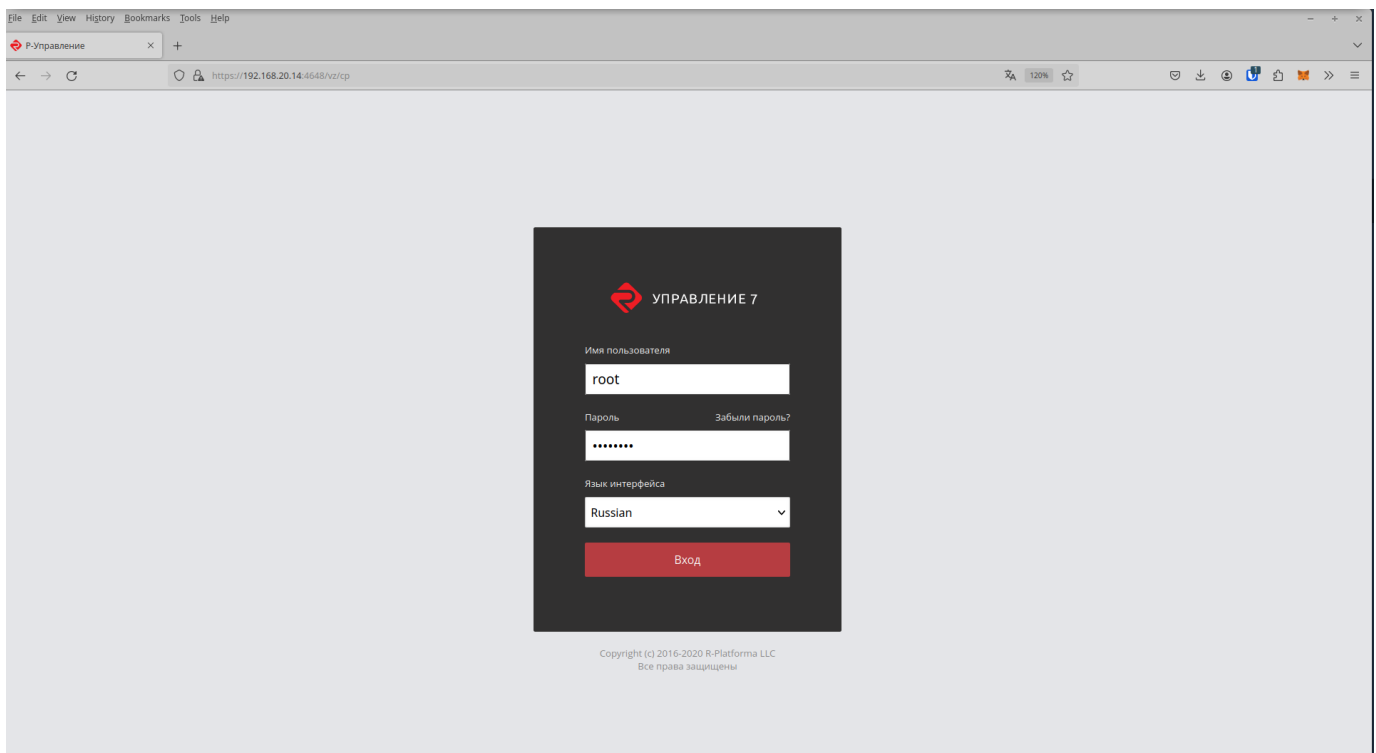 File Edit View History Bookmarks Tools Help
Р-Управление
https://192.168.20.14:4648/vz/cp
120%
1
УПРАВЛЕНИЕ 7
Имя пользователя
root
Пароль Забыли пароль?
••••••••
Язык интерфейса
Russian
Вход
Copyright (c) 2016-2020 R-Platforma LLC
Все права защищены